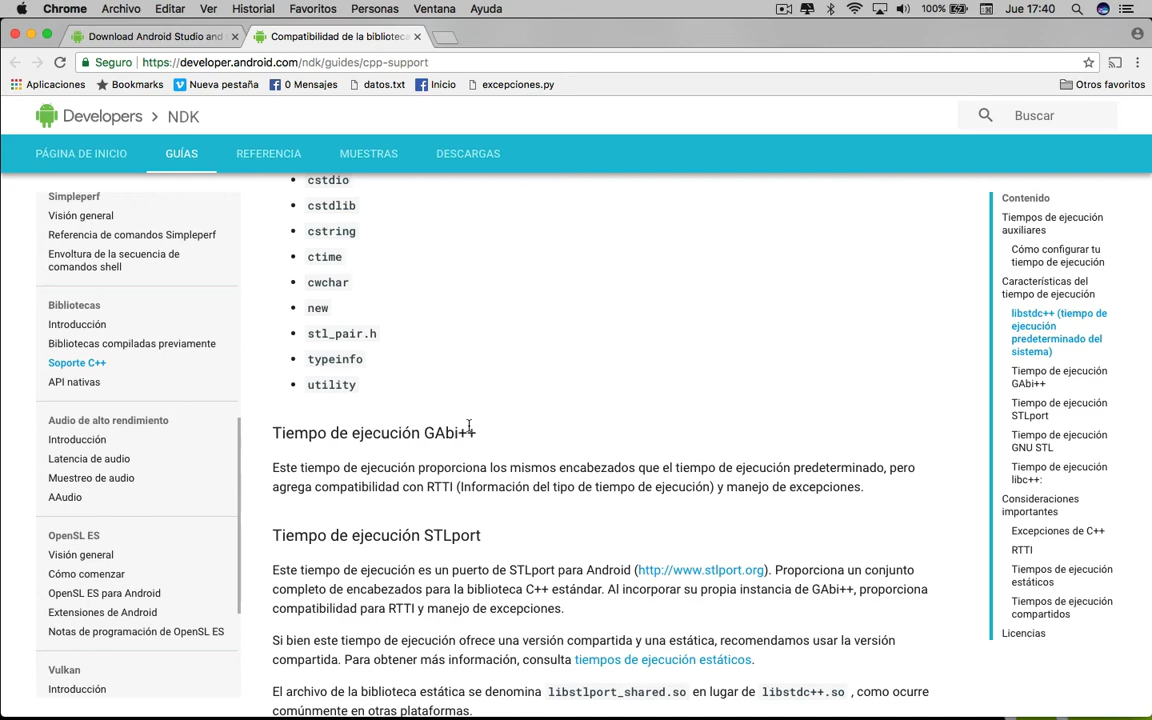 Chrome Archivo Editar Ver Historial Favoritos Personas Ventana Ayuda 100% Jue 17:40
Download Android Studio and
Compatibilidad de la biblioteca
Seguro https://developer.android.com/ndk/guides/cpp-support
Aplicaciones Bookmarks Nueva pestaña 0 Mensajes datos.txt Inicio excepciones.py Otros favoritos
Developers > NDK
Buscar
PÁGINA DE INICIO GUÍAS REFERENCIA MUESTRAS DESCARGAS
Simpleperf
Visión general
Referencia de comandos Simpleperf
Envoltura de la secuencia de
comandos shell
Bibliotecas
Introducción
Bibliotecas compiladas previamente
Soporte C++
API nativas
Audio de alto rendimiento
Introducción
Latencia de audio
Muestreo de audio
AAudio
OpenSL ES
Visión general
Cómo comenzar
OpenSL ES para Android
Extensiones de Android
Notas de programación de OpenSL ES
Vulkan
Introducción
• cstdio
• cstdlib
• cstring
• ctime
• cwchar
• new
• stl_pair.h
• typeinfo
• utility
Tiempo de ejecución GAbi++
Este tiempo de ejecución proporciona los mismos encabezados que el tiempo de ejecución predeterminado, pero
agrega compatibilidad con RTTI (Información del tipo de tiempo de ejecución) y manejo de excepciones.
Tiempo de ejecución STLport
Este tiempo de ejecución es un puerto de STLport para Android (http://www.stlport.org). Proporciona un conjunto
completo de encabezados para la biblioteca C++ estándar. Al incorporar su propia instancia de GAbi++, proporciona
compatibilidad para RTTI y manejo de excepciones.
Si bien este tiempo de ejecución ofrece una versión compartida y una estática, recomendamos usar la versión
compartida. Para obtener más información, consulta tiempos de ejecución estáticos.
El archivo de la biblioteca estática se denomina libstlport_shared.so en lugar de libstdc++.so , como ocurre
comúnmente en otras plataformas.
Contenido
Tiempos de ejecución
auxiliares
Cómo configurar tu
tiempo de ejecución
Características del
tiempo de ejecución
libstdc++ (tiempo de
ejecución
predeterminado del
sistema)
Tiempo de ejecución
GAbi++
Tiempo de ejecución
STLport
Tiempo de ejecución
GNU STL
Tiempo de ejecución
libc++:
Consideraciones
importantes
Excepciones de C++
RTTI
Tiempos de ejecución
estáticos
Tiempos de ejecución
compartidos
Licencias